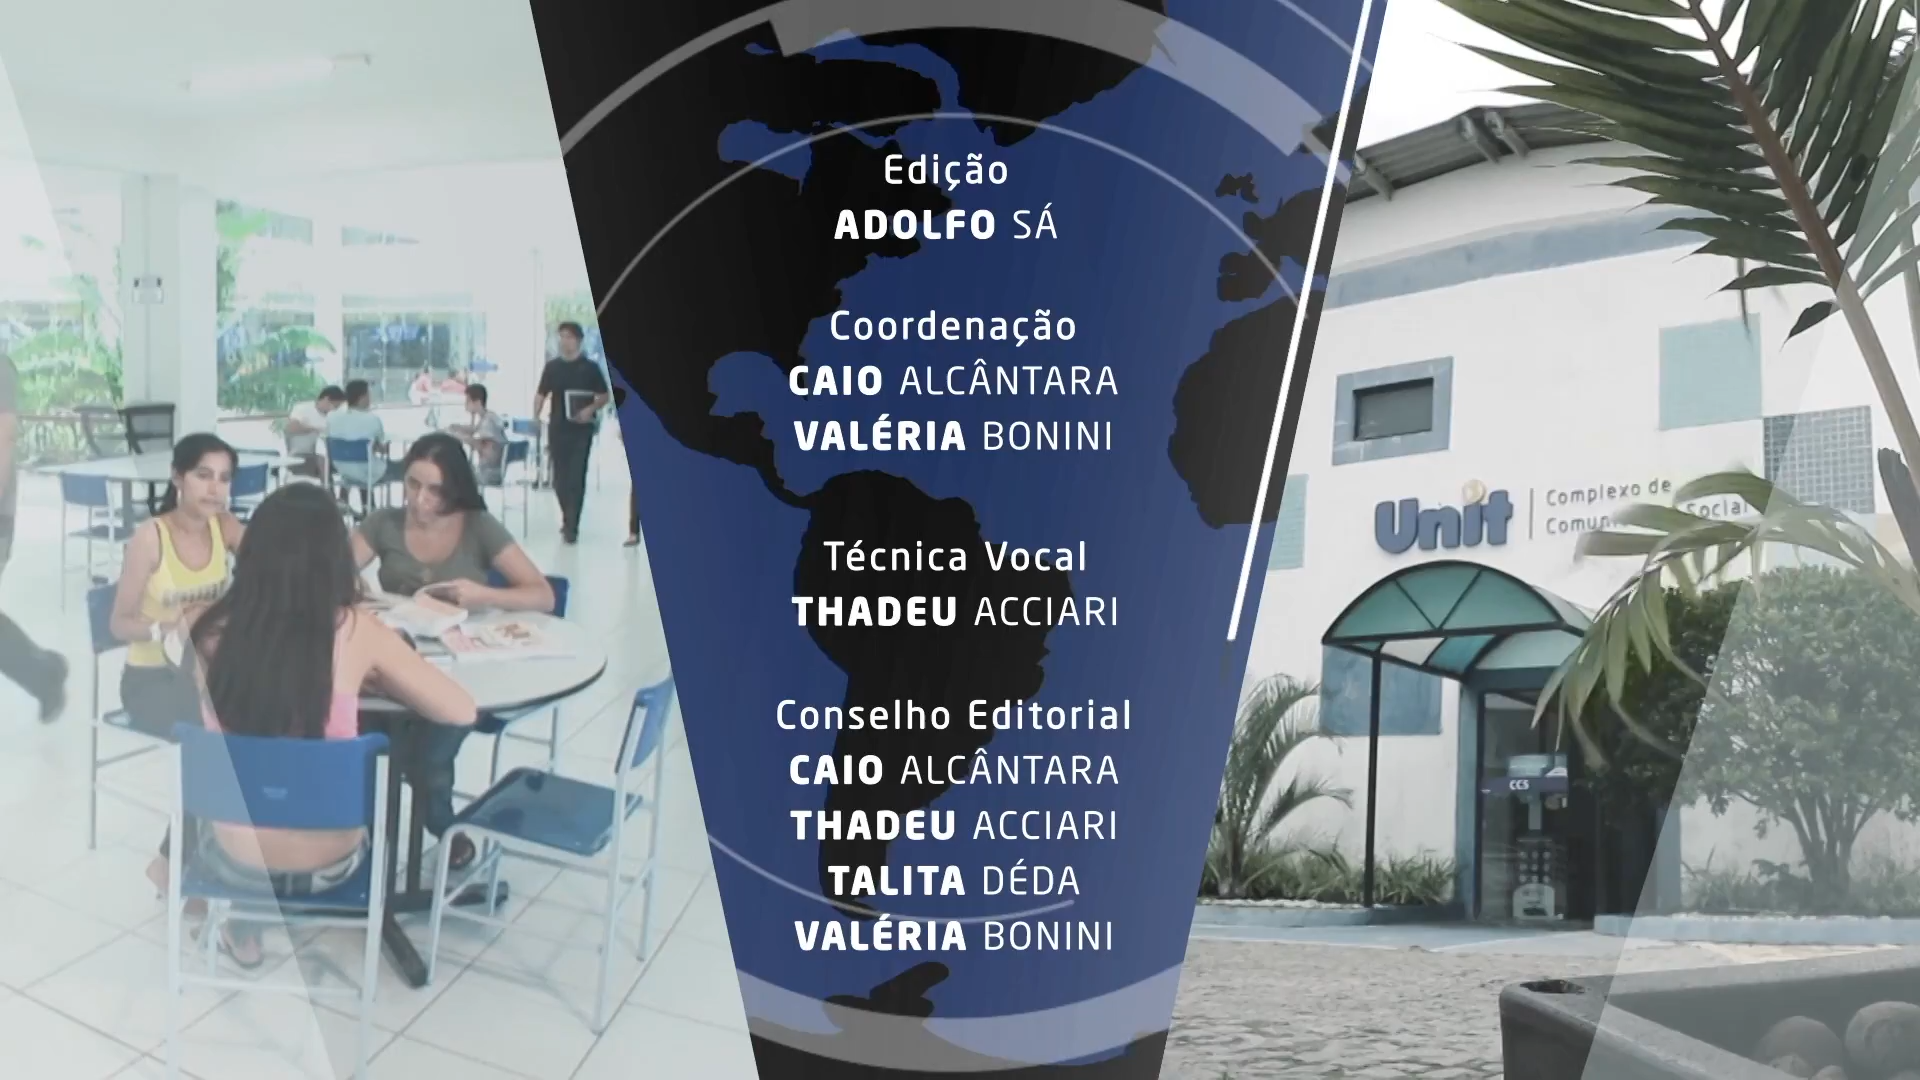 Edição
ADOLFO SÁ
Coordenação
CAIO ALCÂNTARA
VALÉRIA BONINI
Técnica Vocal
THADEU ACCIARI
Conselho Editorial
CAIO ALCÂNTARA
THADEU ACCIARI
TALITA DÉDA
VALÉRIA BONINI
Unit
Complexo de
Social
CCS